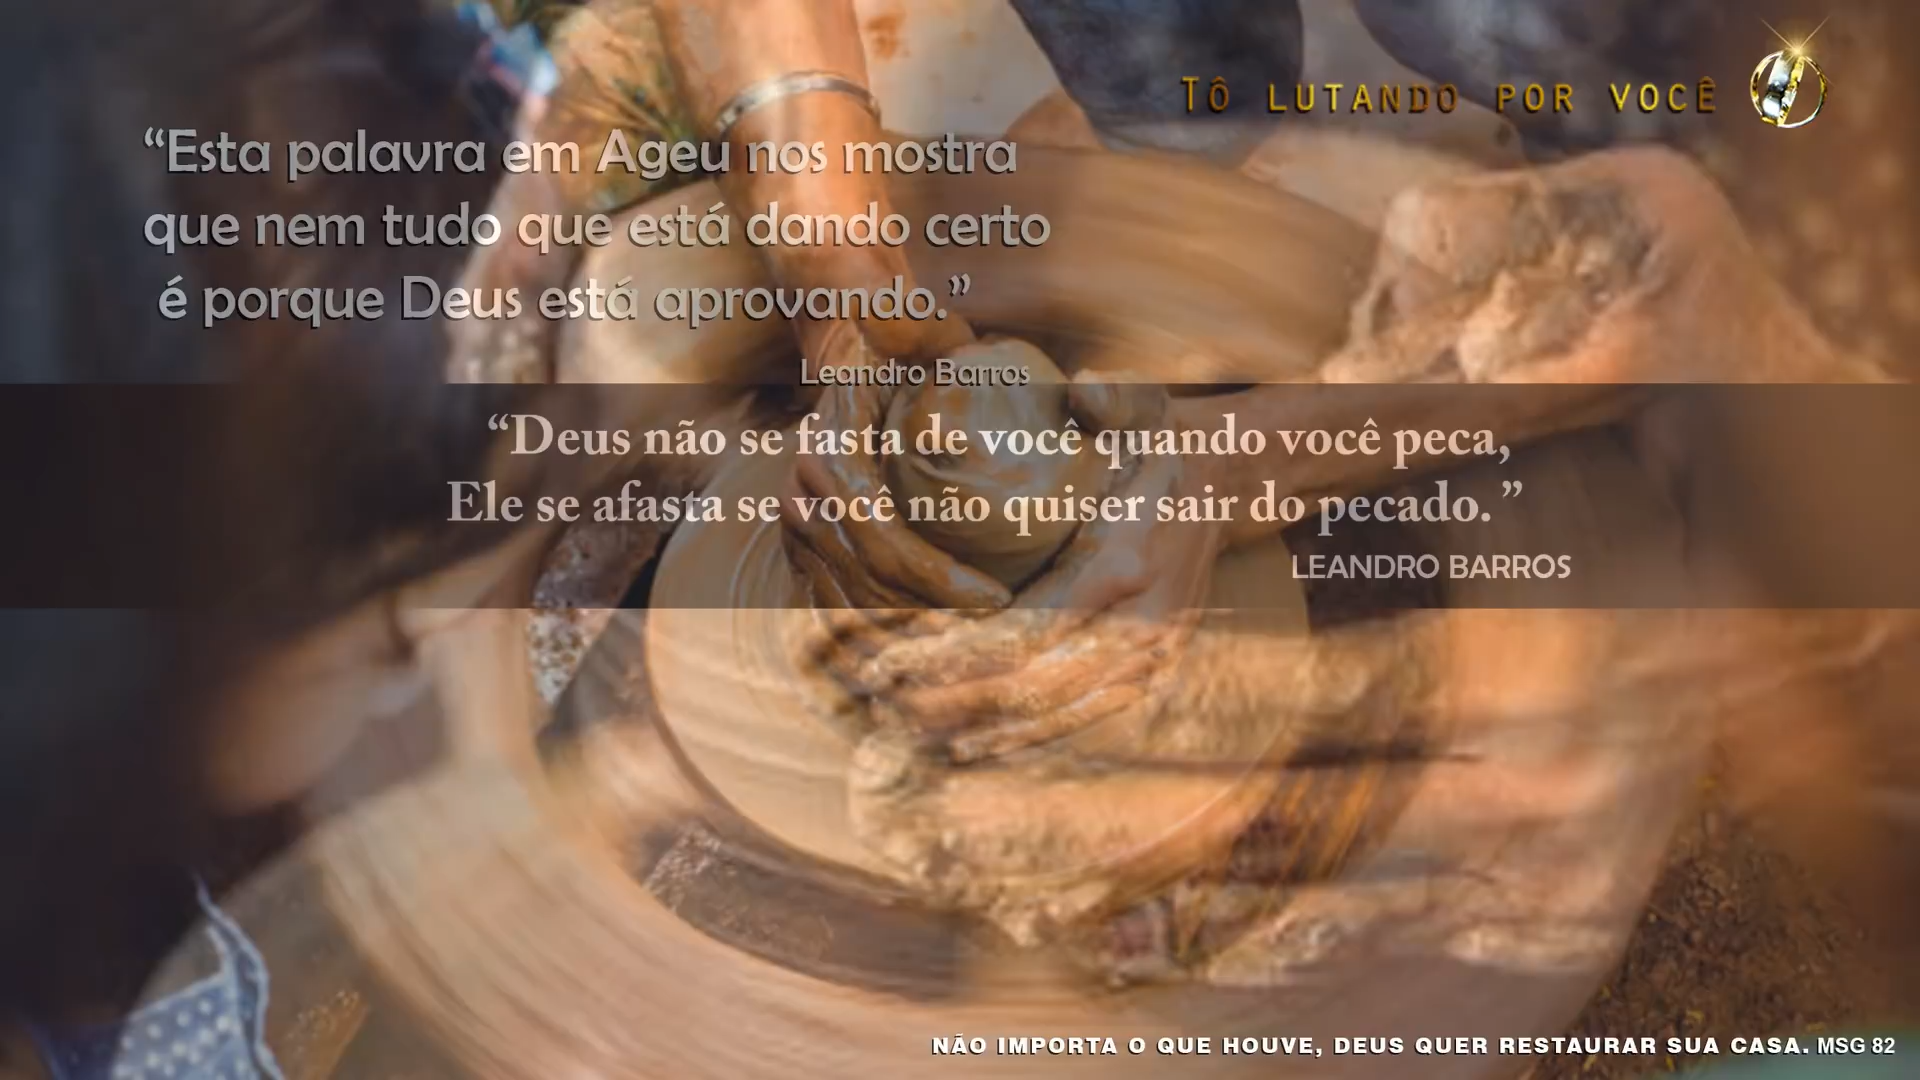 TÔ LUTANDO POR VOCÊ
“Esta palavra em Ageu nos mostra
que nem tudo que está dando certo
é porque Deus está aprovando.”
Leandro Barros
“Deus não se fasta de você quando você peca,
Ele se afasta se você não quiser sair do pecado. ”
LEANDRO BARROS
NÃO IMPORTA O QUE HOUVE, DEUS QUER RESTAURAR SUA CASA. MSG 82